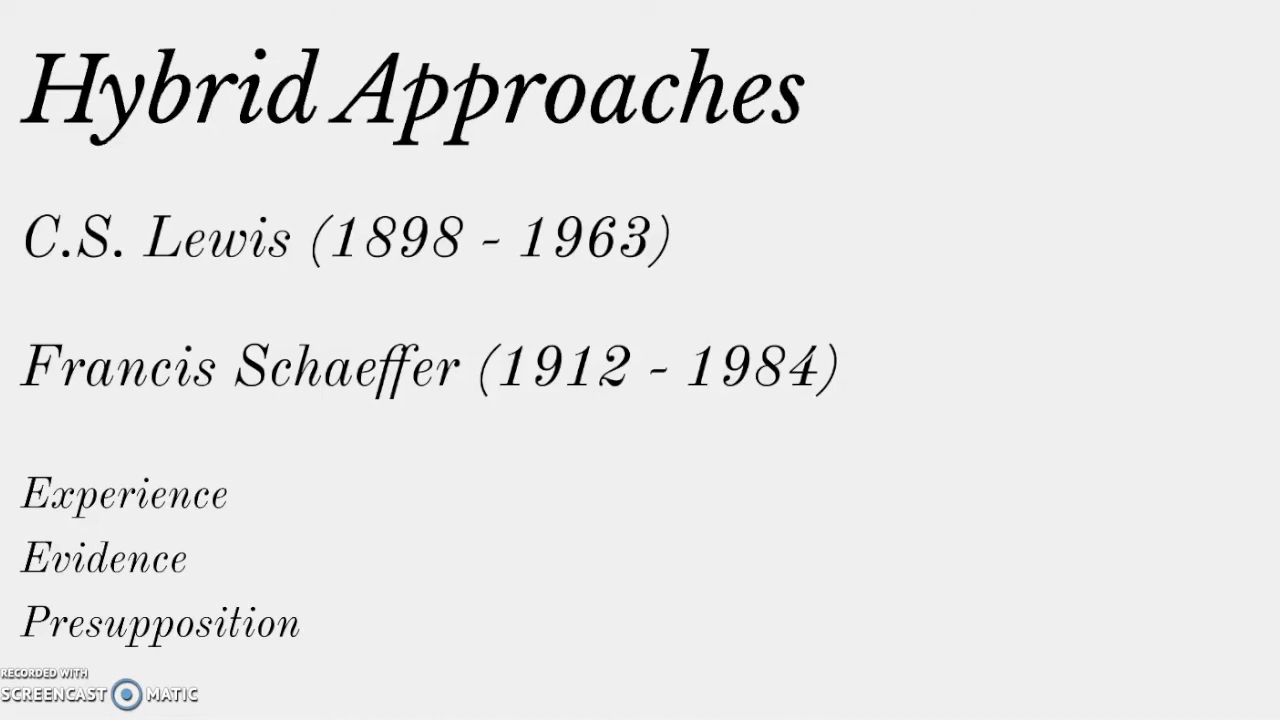 Hybrid Approaches
C.S. Lewis (1898 - 1963)
Francis Schaeffer (1912 - 1984)
Experience
Evidence
Presupposition
RECORDED WITH
SCREENCAST MATIC